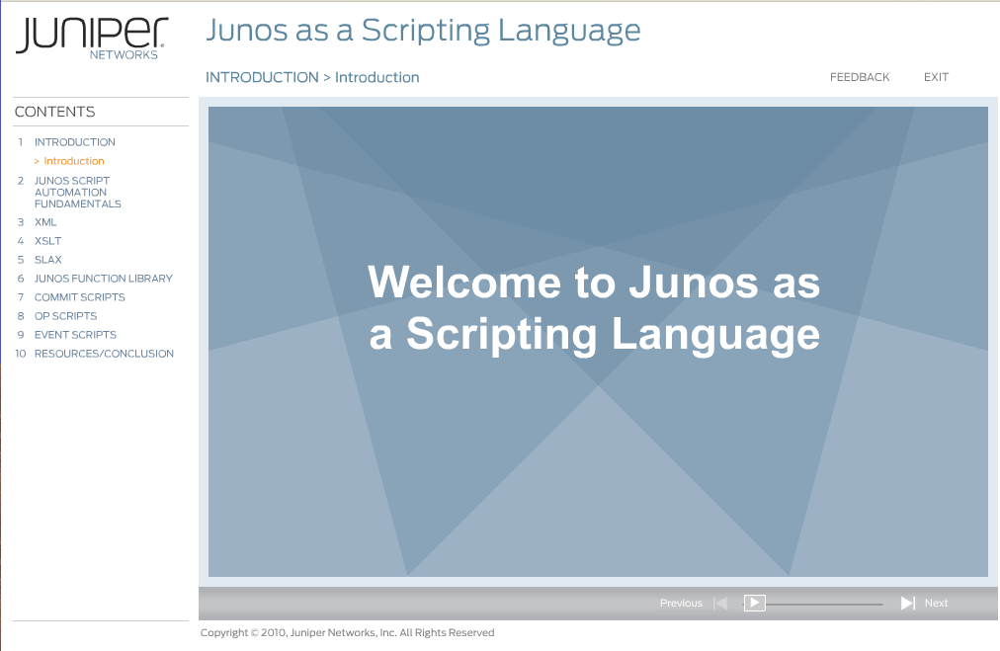 JUNIPER
NETWORKS
Junos as a Scripting Language
INTRODUCTION > Introduction
FEEDBACK
EXIT
CONTENTS
1 INTRODUCTION
> Introduction
2 JUNOS SCRIPT
AUTOMATION
FUNDAMENTALS
3 XML
4 XSLT
5 SLAX
6 JUNOS FUNCTION LIBRARY
7 COMMIT SCRIPTS
8 OP SCRIPTS
9 EVENT SCRIPTS
10 RESOURCES/CONCLUSION
Welcome to Junos as
a Scripting Language
Previous
Next
Copyright © 2010, Juniper Networks, Inc. All Rights Reserved